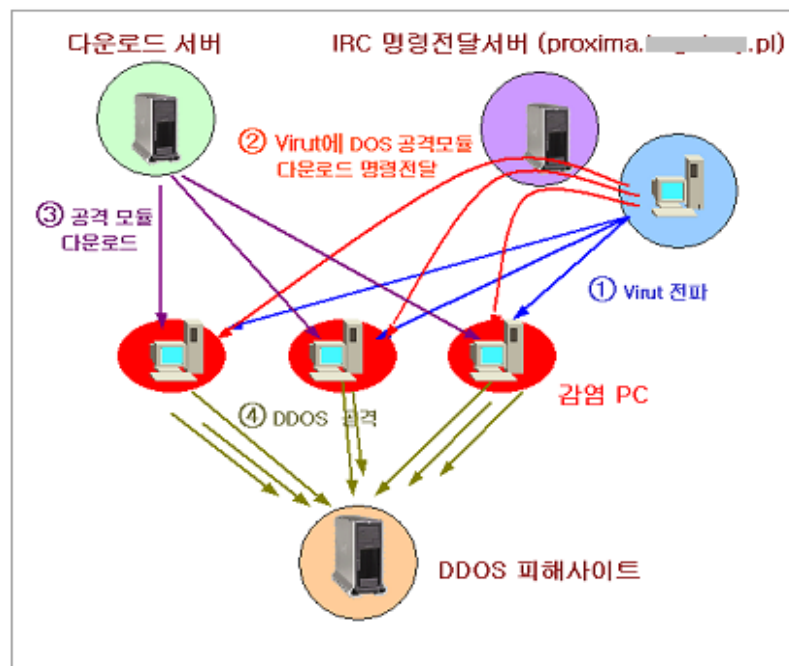 다운로드 서버
IRC 명령전달서버 (proxima. .pl)
② Virut에 DOS 공격모듈
다운로드 명령전달
③ 공격 모듈
다운로드
① Virut 전파
감염 PC
④ DDOS 공격
DDOS 피해사이트